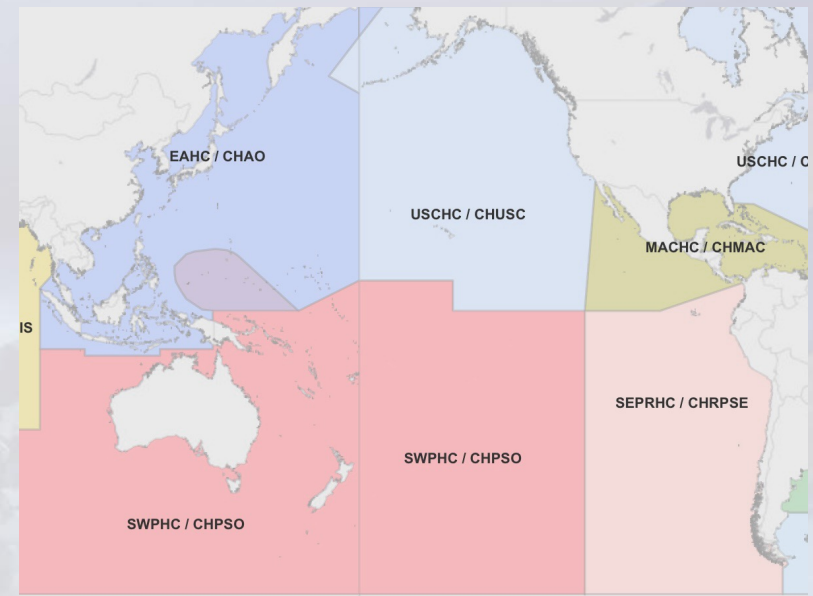 EAHC / CHAO
USCHC / C
USCHC / CHUSC
MACHC / CHMAC
IS
SEPRHC / CHRPSE
SWPHC / CHPSO
SWPHC / CHPSO